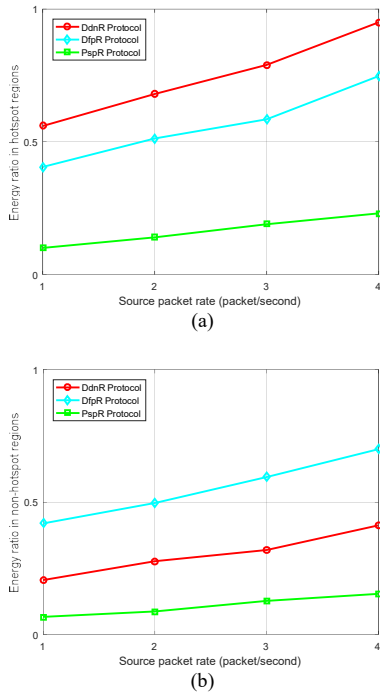 1
DdnR Protocol
DfpR Protocol
PspR Protocol
Energy ratio in hotspot regions
0.5
0
1 2 3 4
Source packet rate (packet/second)
(a)
1
DdnR Protocol
DfpR Protocol
PspR Protocol
Energy ratio in non-hotspot regions
0.5
0
1 2 3 4
Source packet rate (packet/second)
(b)